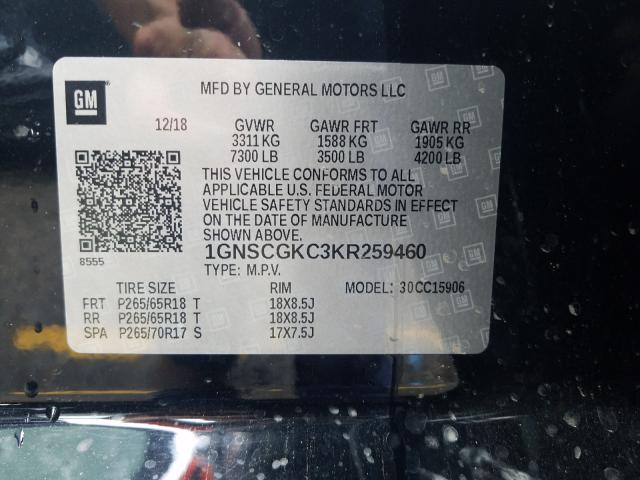 GM
MFD BY GENERAL MOTORS LLC
12/18 GVWR GAWR FRT GAWR RR
3311 KG 1588 KG 1905 KG
7300 LB 3500 LB 4200 LB
THIS VEHICLE CONFORMS TO ALL
APPLICABLE U.S. FEDERAL MOTOR
VEHICLE SAFETY STANDARDS IN EFFECT
ON THE DATE OF MANUFACTURE
SHOWN ABOVE.
8555
1GNSCGKC3KR259460
TYPE: M.P.V.
TIRE SIZE RIM MODEL: 30CC15906
FRT P265/65R18 T 18X8.5J
RR P265/65R18 T 18X8.5J
SPA P265/70R17 S 17X7.5J